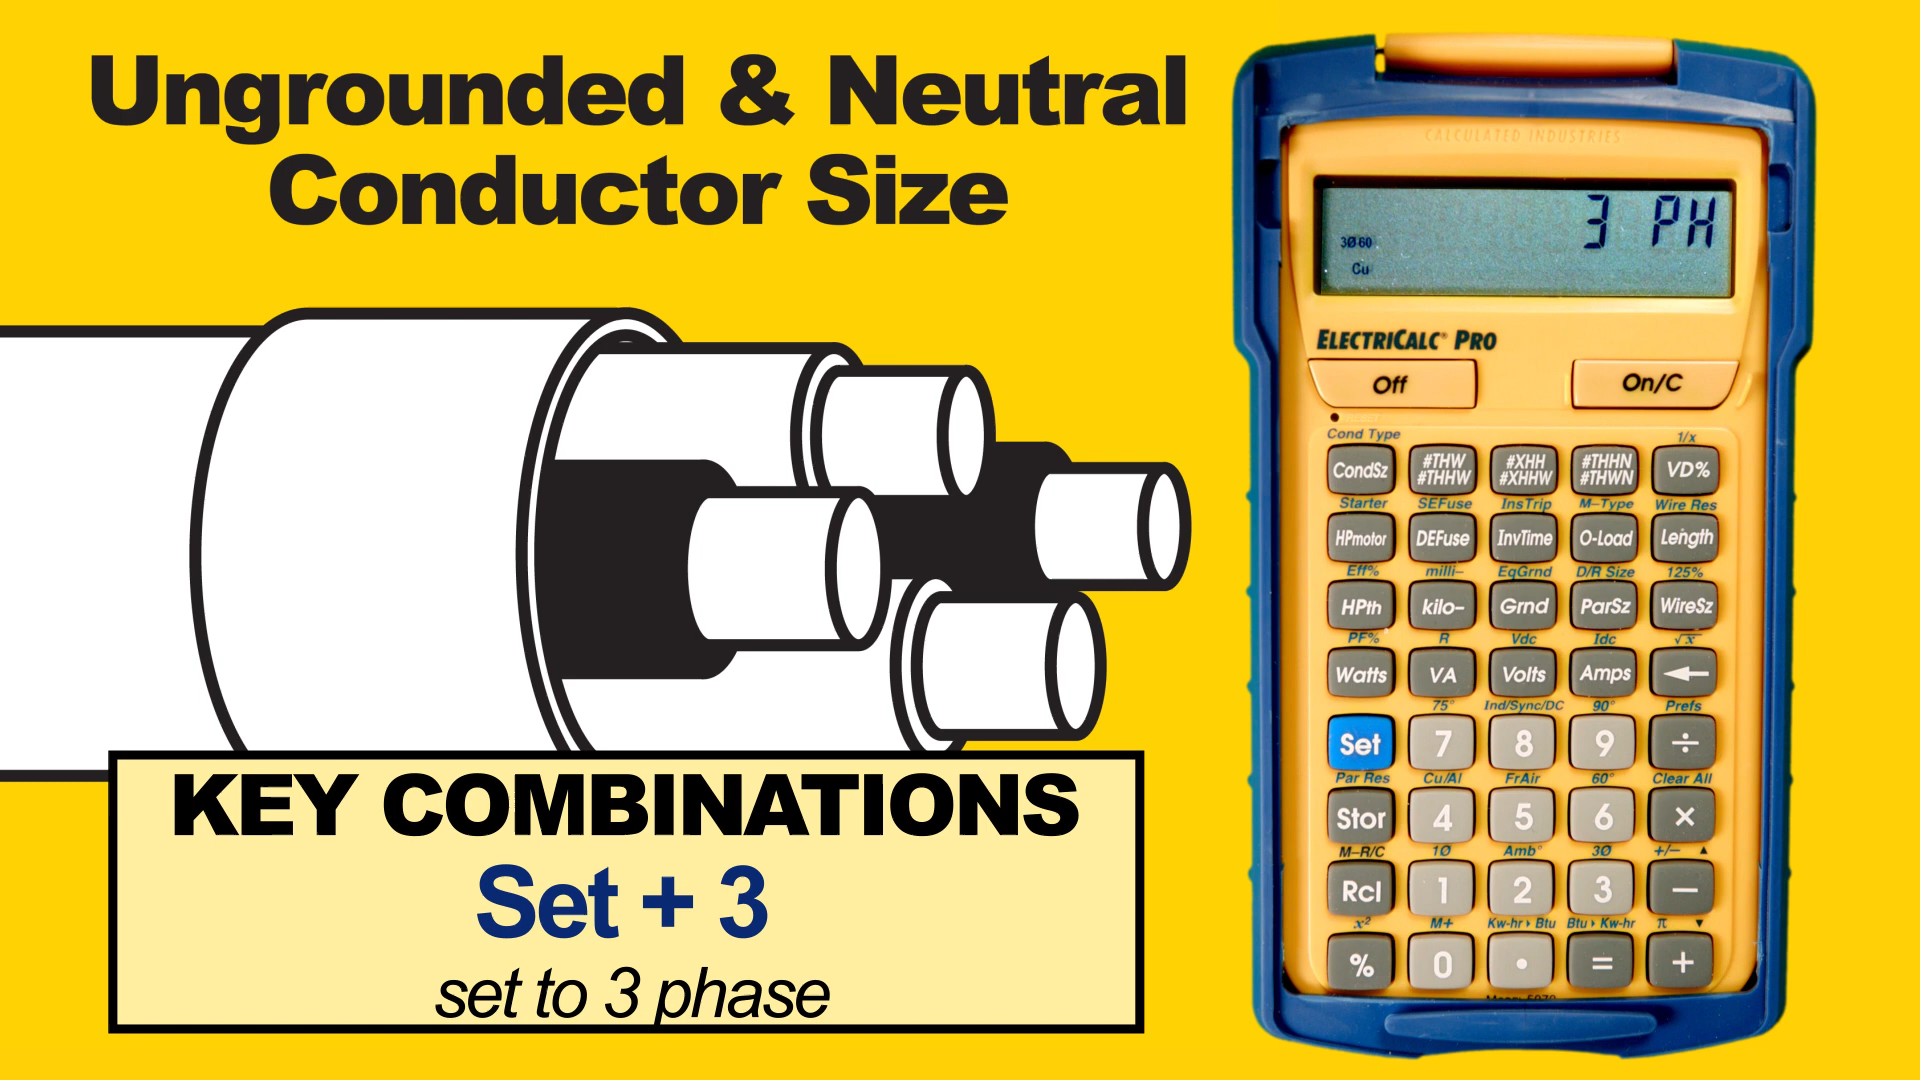 Ungrounded & Neutral
Conductor Size
KEY COMBINATIONS
Set + 3
set to 3 phase
CALCULATED INDUSTRIES
3 PH
3Ø 60
Cu
ELECTRICALC® PRO
Off On/C
RESET
Cond Type 1/x
CondSz #THW #THHW #XHH #XHHW #THHN #THWN VD%
Starter SEFuse InsTrip M–Type Wire Res
HPmotor DEFuse InvTime O-Load Length
Eff% milli– EqGrnd D/R Size 125%
HPth kilo– Grnd ParSz WireSz
PF% R Vdc Idc √x
Watts VA Volts Amps ←
75° Ind/Sync/DC 90° Prefs
Set 7 8 9 ÷
Par Res Cu/Al FrAir 60° Clear All
Stor 4 5 6 ×
M–R/C 1Ø Amb° 3Ø +/– ▲
Rcl 1 2 3 –
x² M+ Kw-hr ▸ Btu Btu ▸ Kw-hr π ▼
% 0 • = +